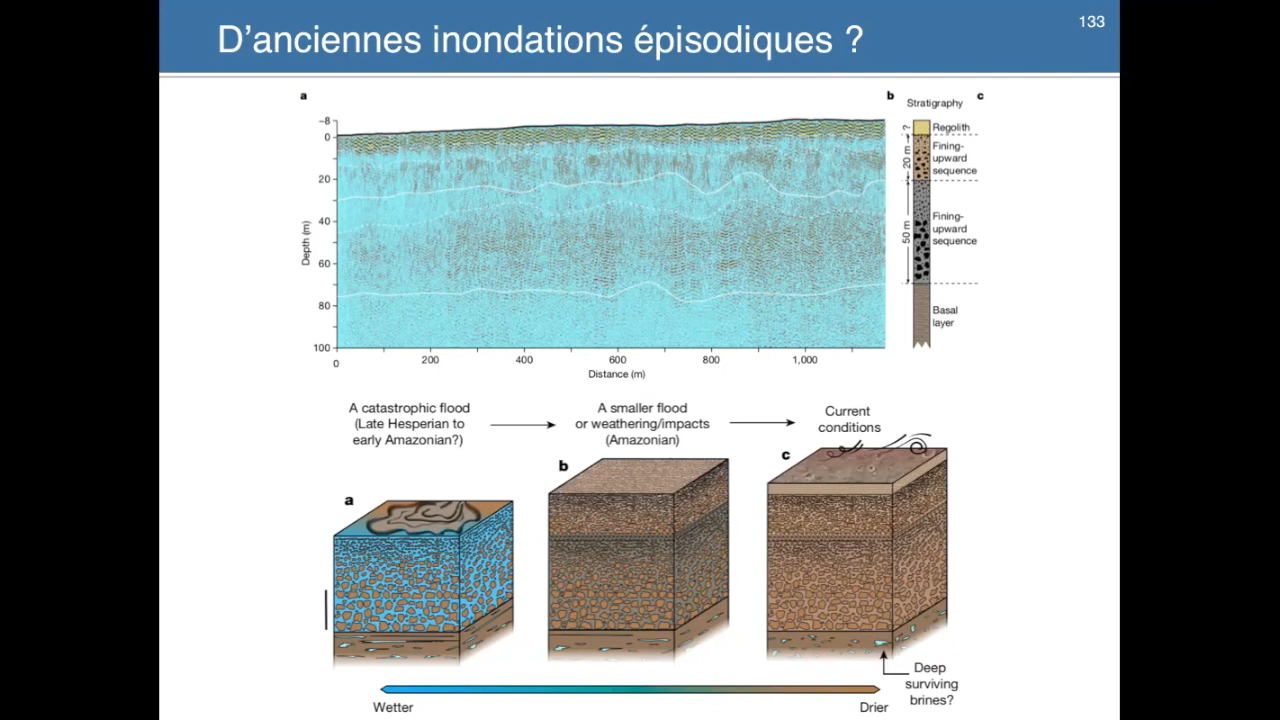 D'anciennes inondations épisodiques ?
133
a
b
c
Stratigraphy
-8
0
20
40
60
80
100
Depth (m)
0
200
400
600
800
1,000
Distance (m)
?
20 m
50 m
Regolith
Fining-
upward
sequence
Fining-
upward
sequence
Basal
layer
A catastrophic flood
(Late Hesperian to
early Amazonian?)
A smaller flood
or weathering/impacts
(Amazonian)
Current
conditions
a
b
c
Deep
surviving
brines?
Wetter
Drier